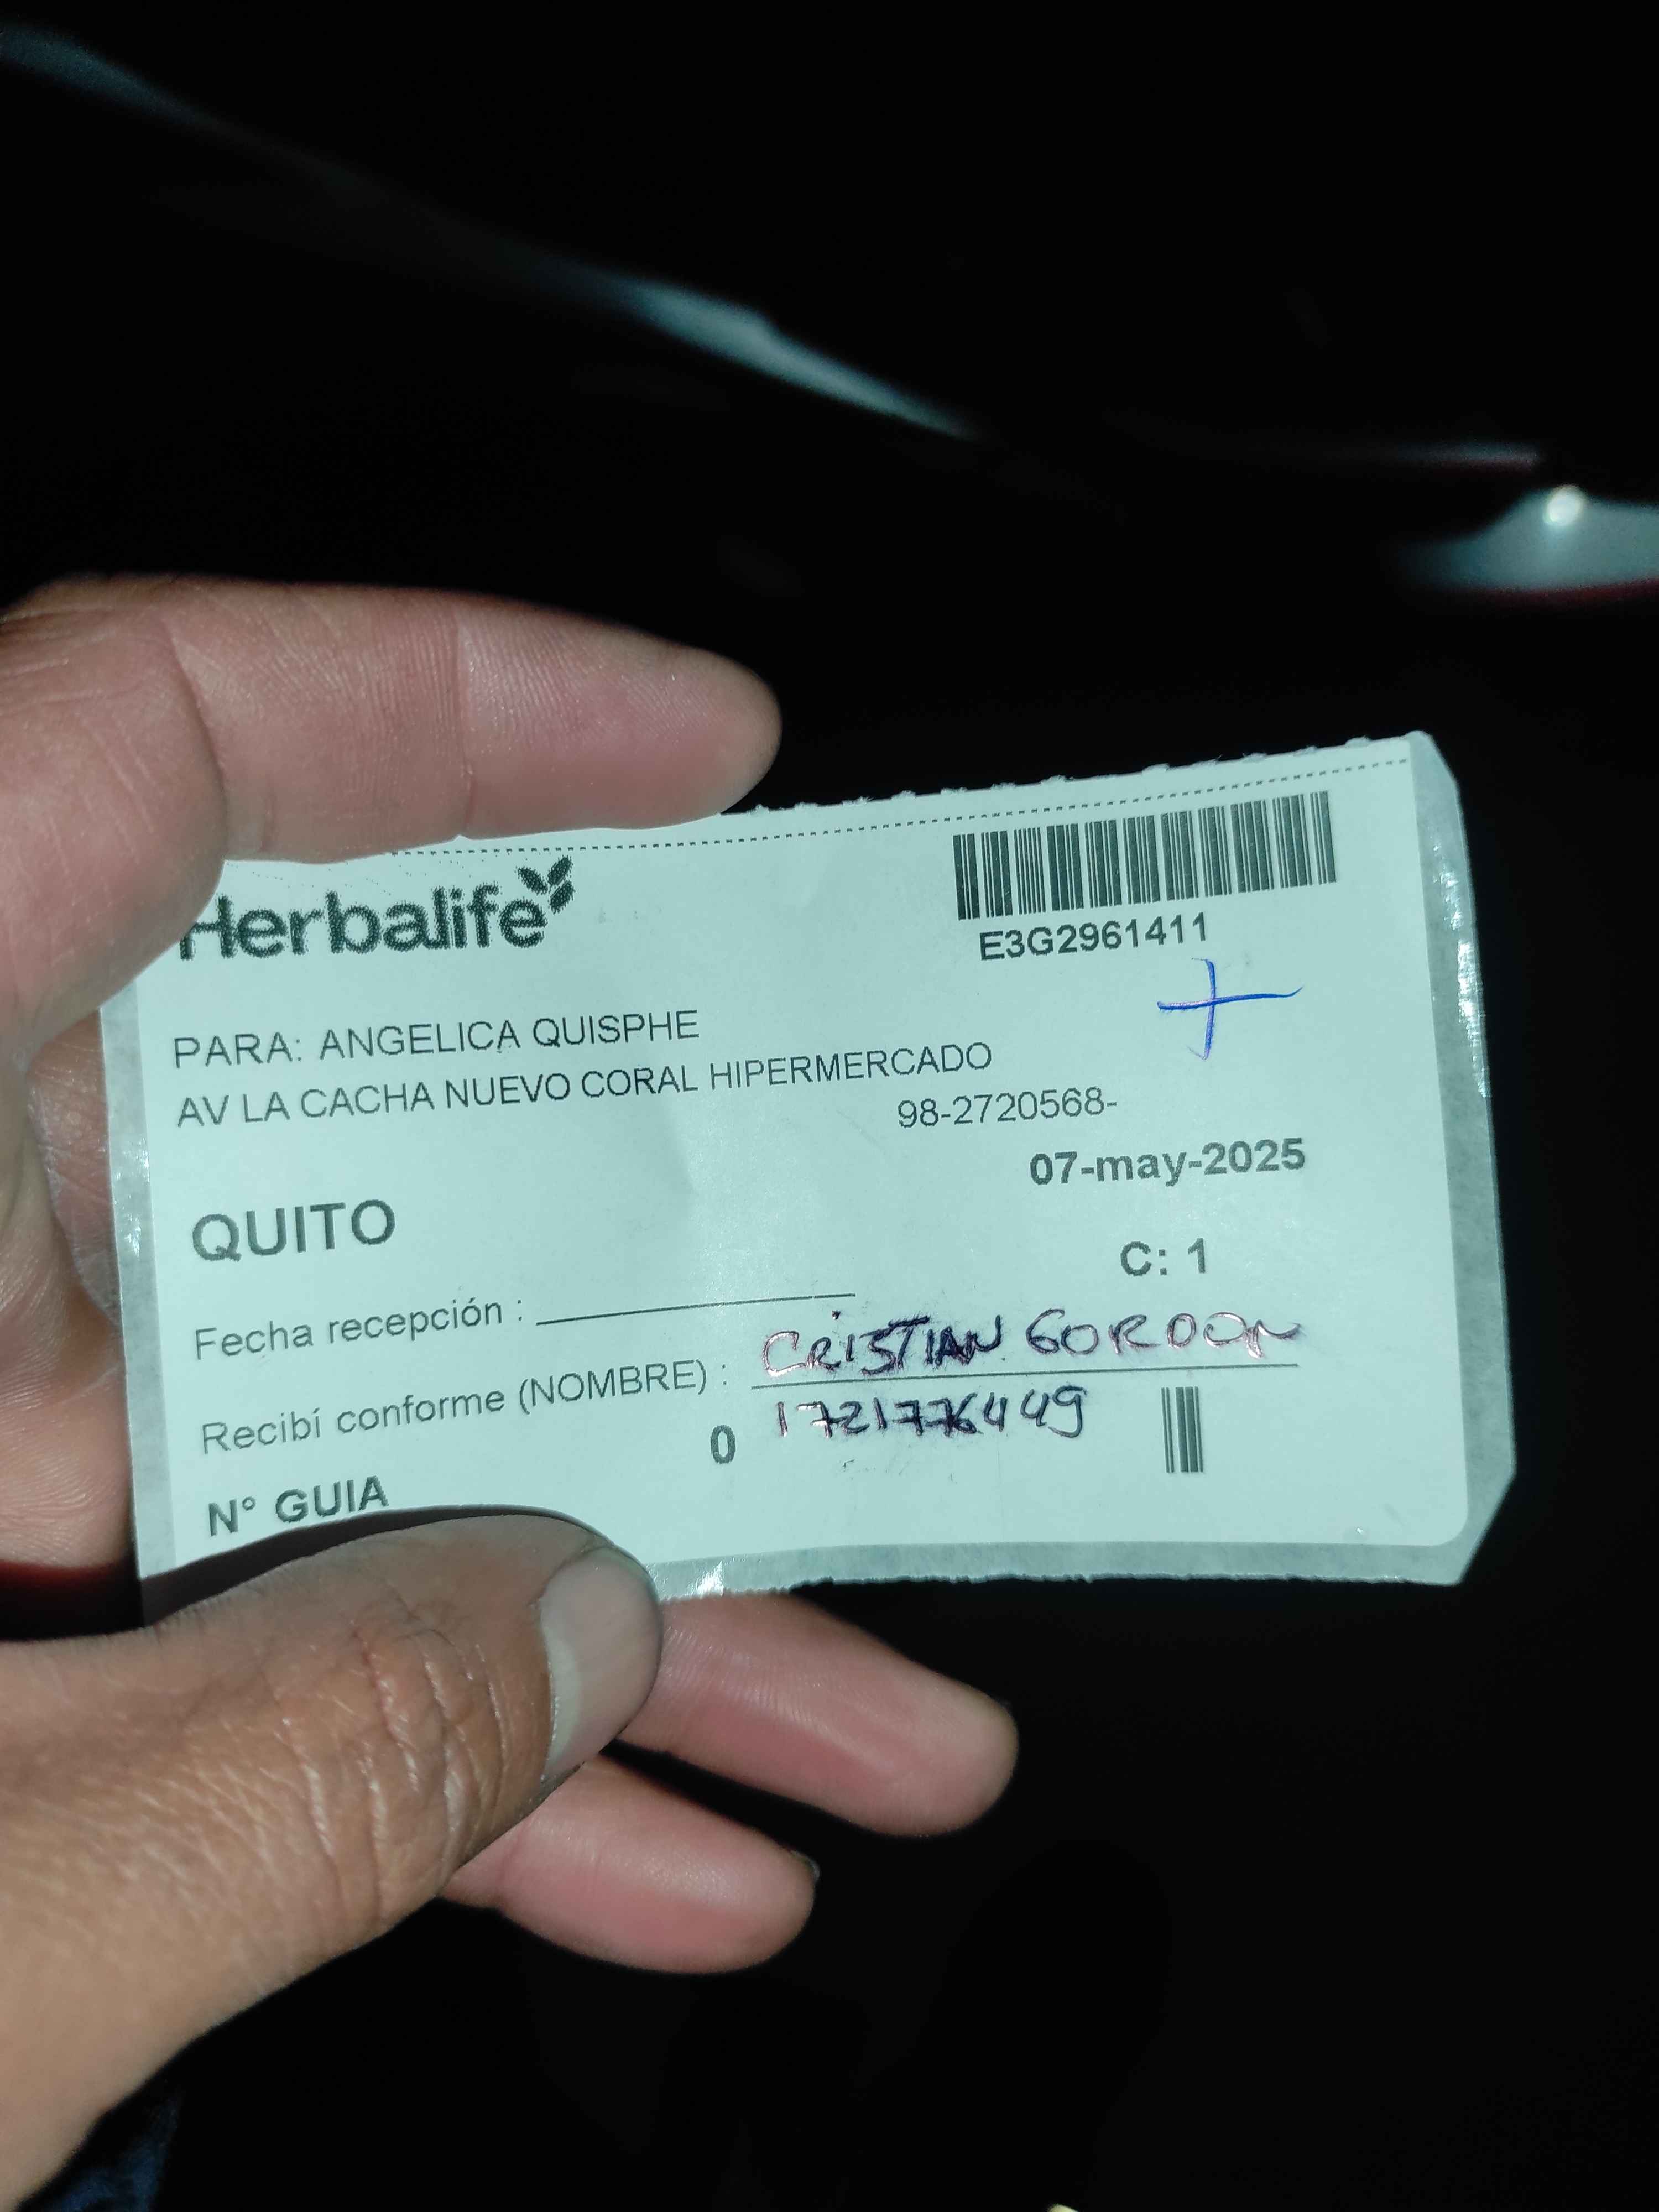 Herbalife
E3G2961411
PARA: ANGELICA QUISPHE
AV LA CACHA NUEVO CORAL HIPERMERCADO
98-2720568-
07-may-2025
QUITO
C: 1
Fecha recepción :
Recibí conforme (NOMBRE) : CRISTIAN GORDON
0 1721776449
N° GUIA